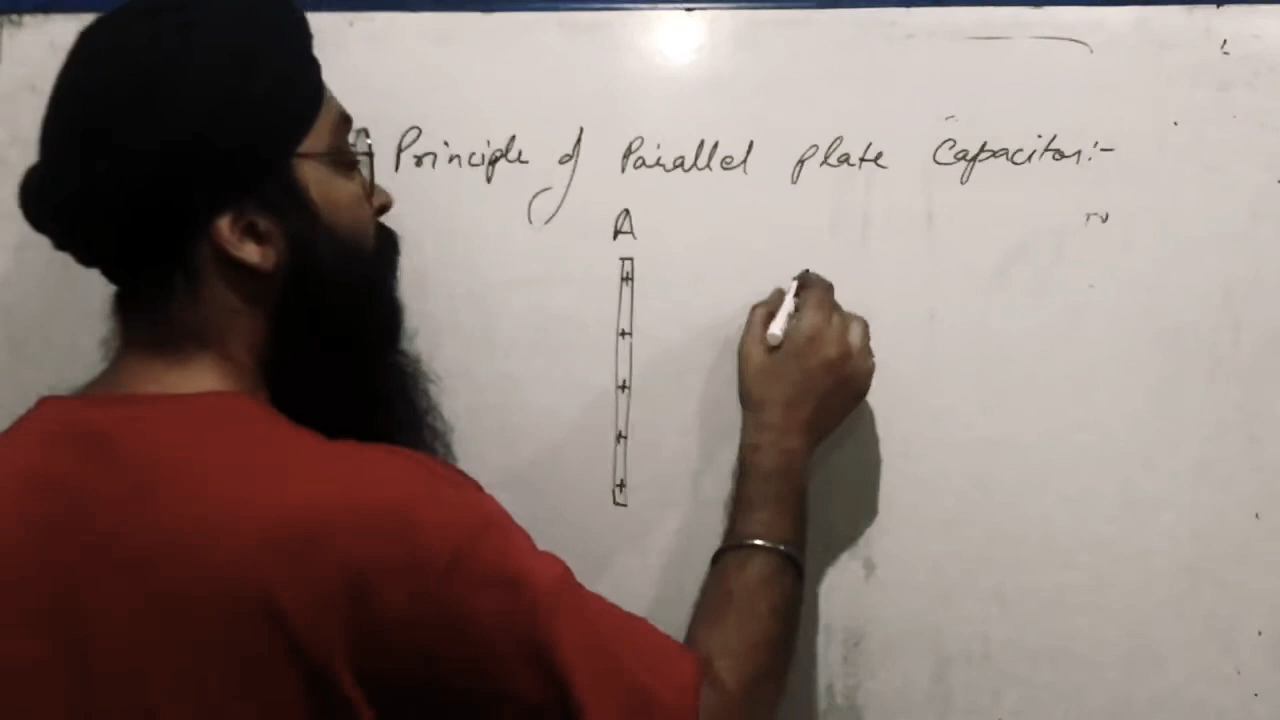 Principle of Parallel plate Capacitor:-
A
+
+
+
+
+